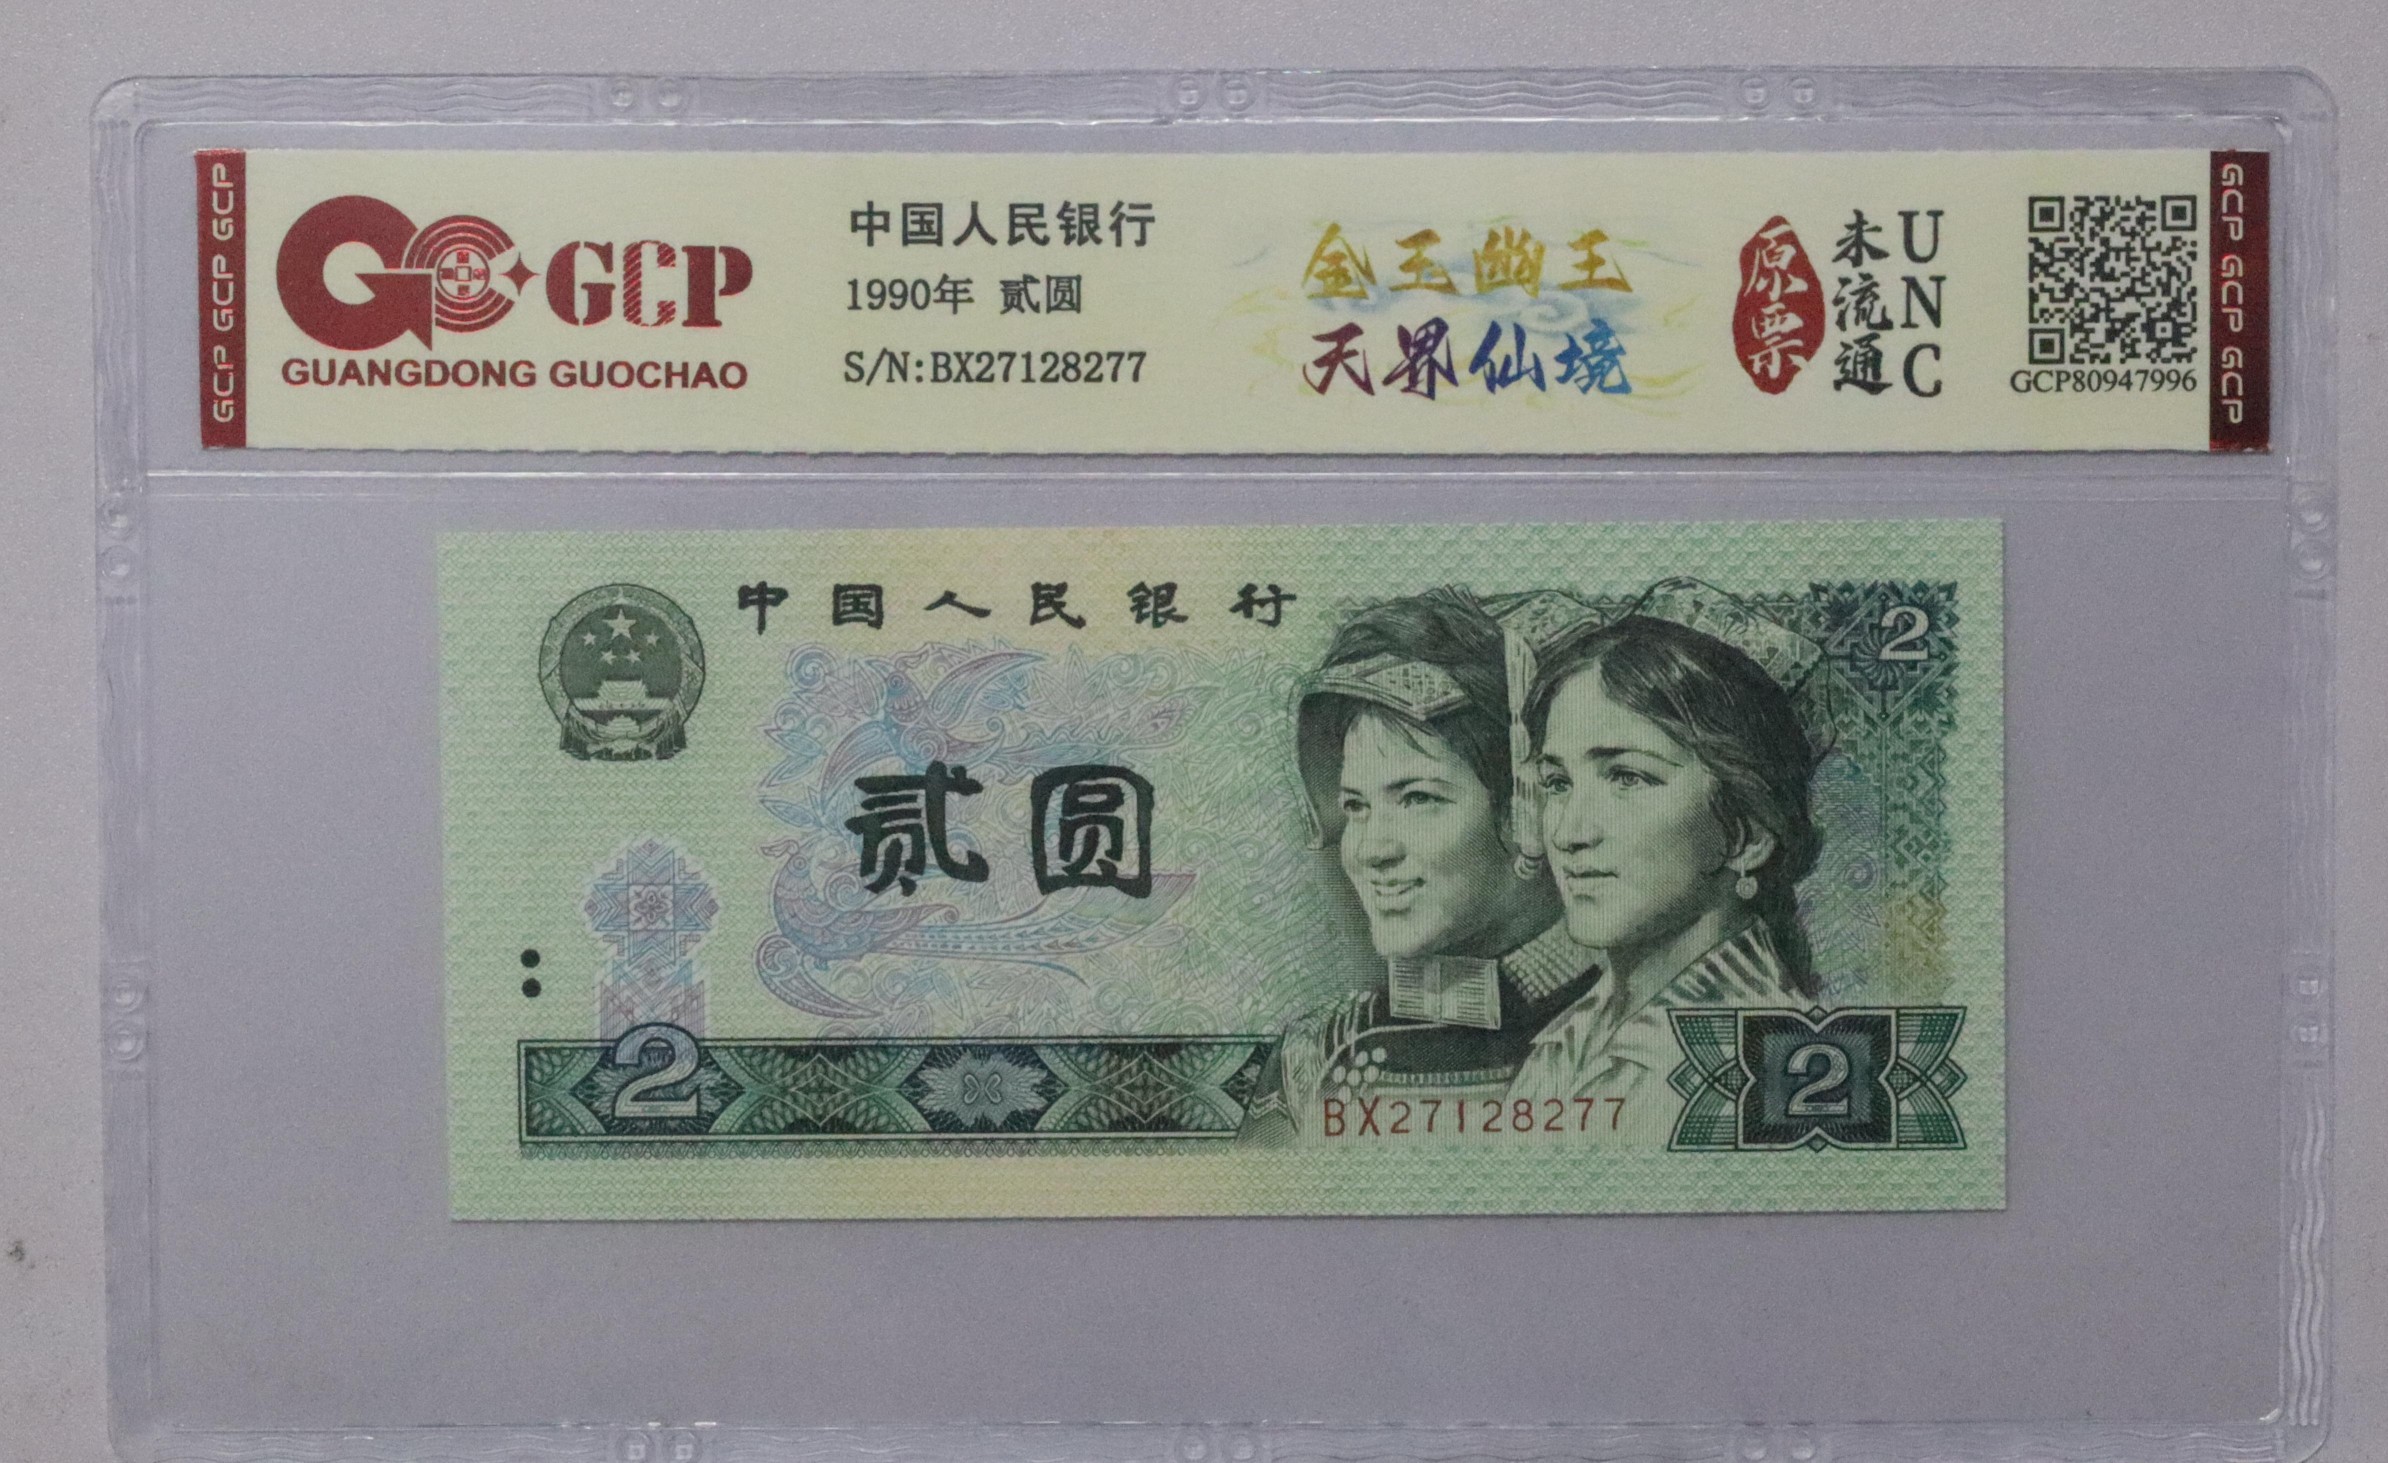 GCP GCP GCP
GCP
GUANGDONG GUOCHAO
中国人民银行
1990年 贰圆
S/N:BX27128277
金玉幽王
天界仙境
原票
未流通
UNC
GCP80947996
GCP GCP GCP
中国人民银行
2
贰圆
2
BX27128277
2